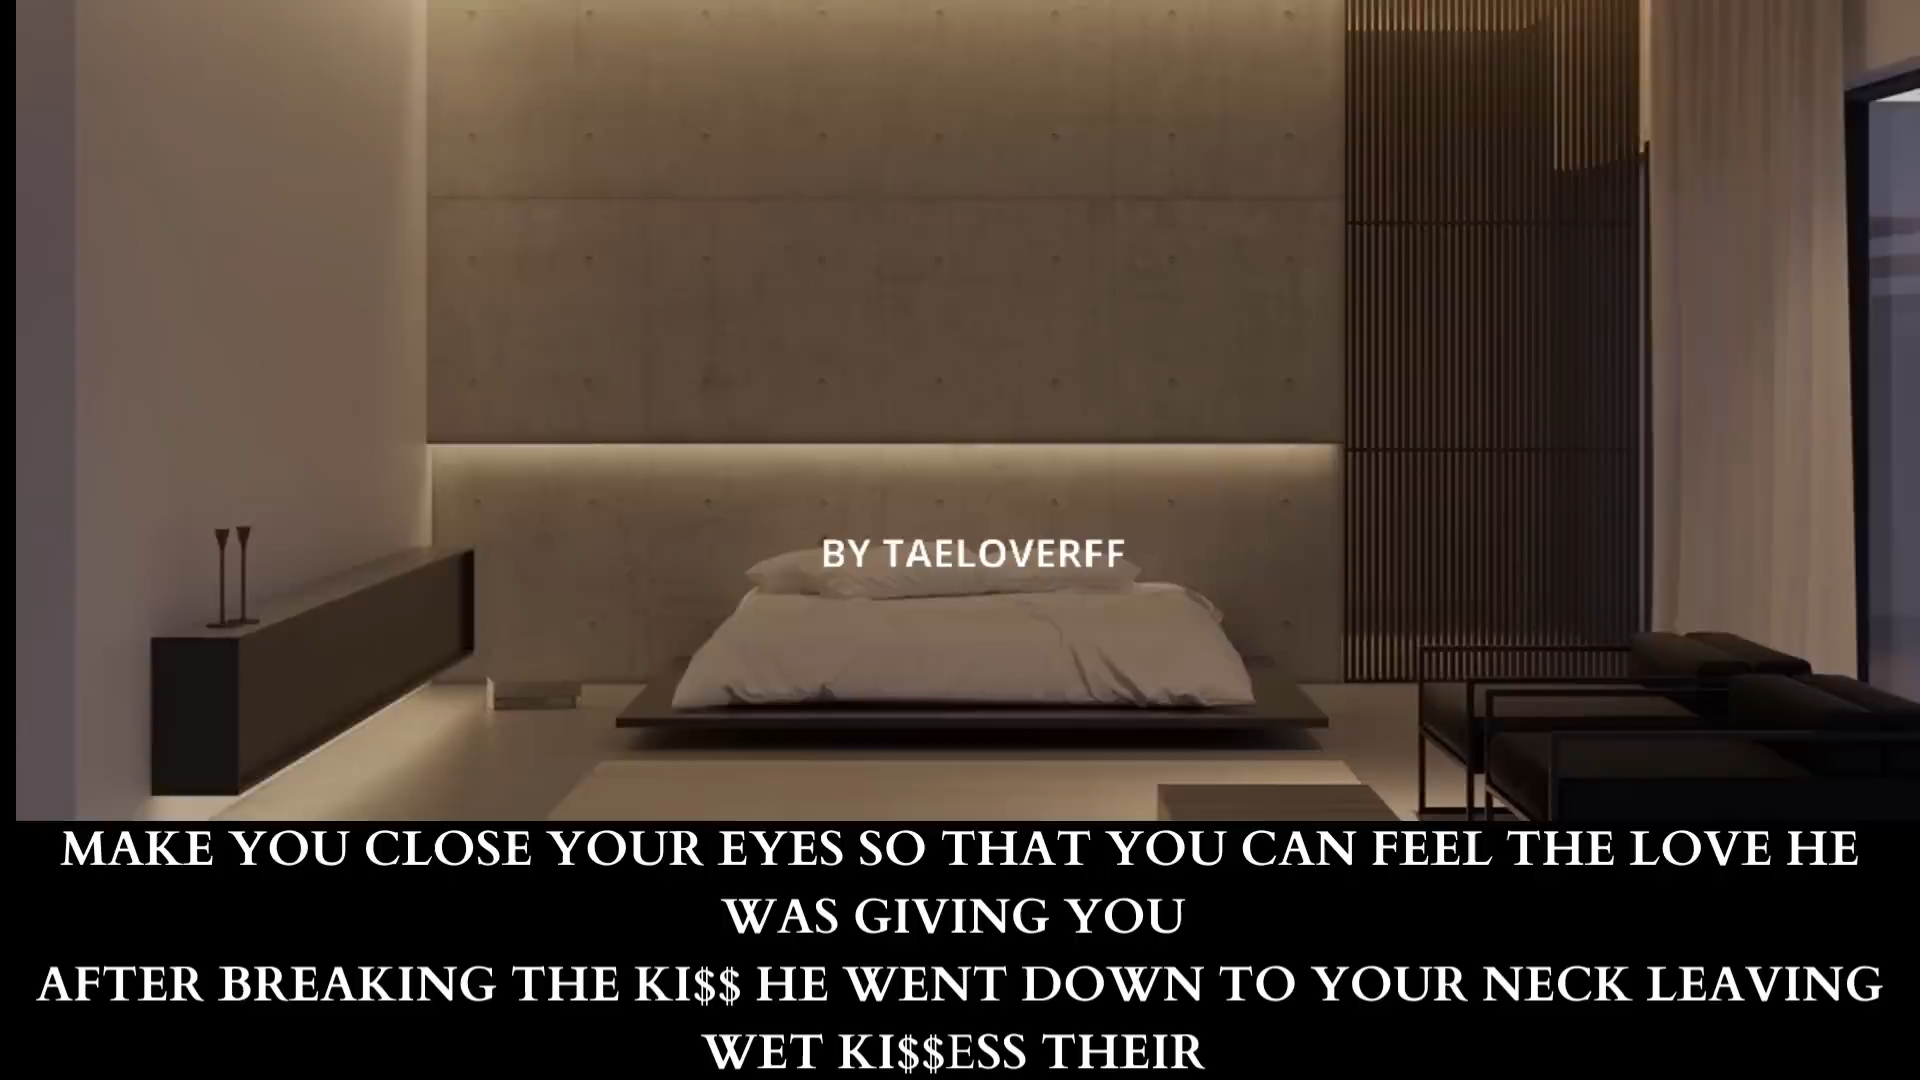 BY TAELOVERFF
MAKE YOU CLOSE YOUR EYES SO THAT YOU CAN FEEL THE LOVE HE
WAS GIVING YOU
AFTER BREAKING THE KI$$ HE WENT DOWN TO YOUR NECK LEAVING
WET KI$$ESS THEIR